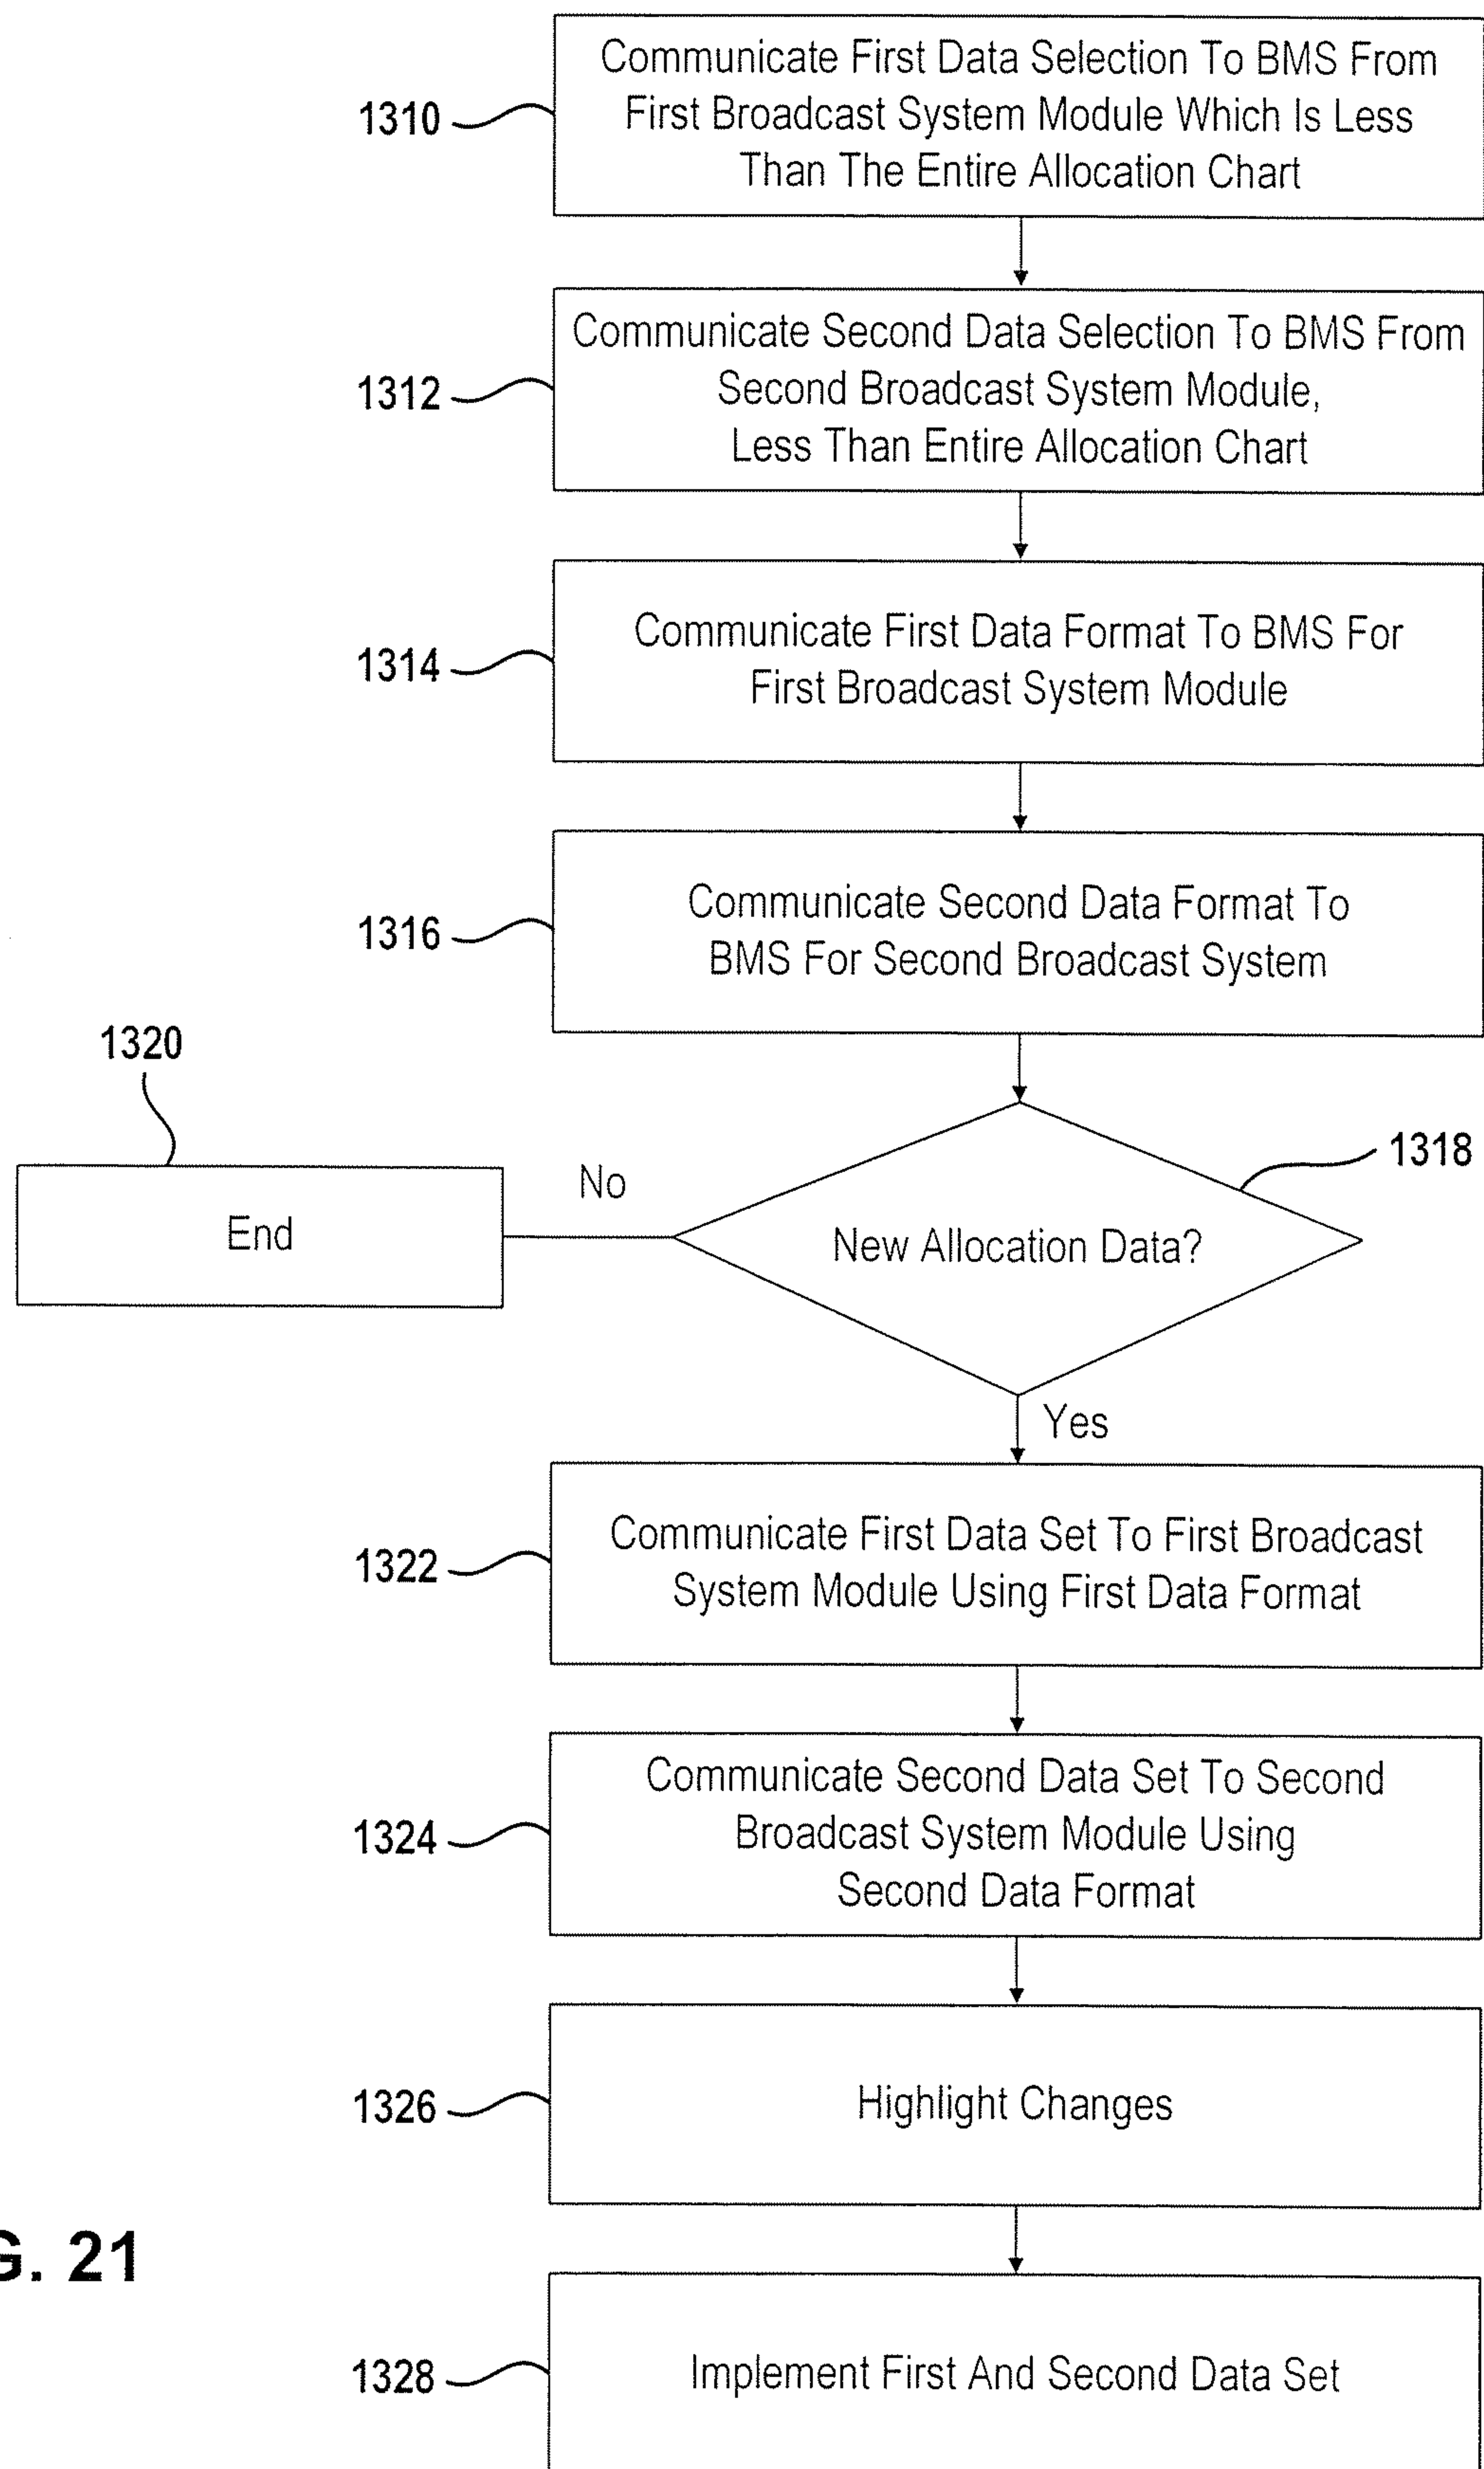 Communicate First Data Selection To BMS From
First Broadcast System Module Which Is Less
Than The Entire Allocation Chart
1310
Communicate Second Data Selection To BMS From
Second Broadcast System Module,
Less Than Entire Allocation Chart
1312
Communicate First Data Format To BMS For
First Broadcast System Module
1314
Communicate Second Data Format To
BMS For Second Broadcast System
1316
1320
End
No
New Allocation Data?
1318
Yes
Communicate First Data Set To First Broadcast
System Module Using First Data Format
1322
Communicate Second Data Set To Second
Broadcast System Module Using
Second Data Format
1324
Highlight Changes
1326
G. 21
Implement First And Second Data Set
1328